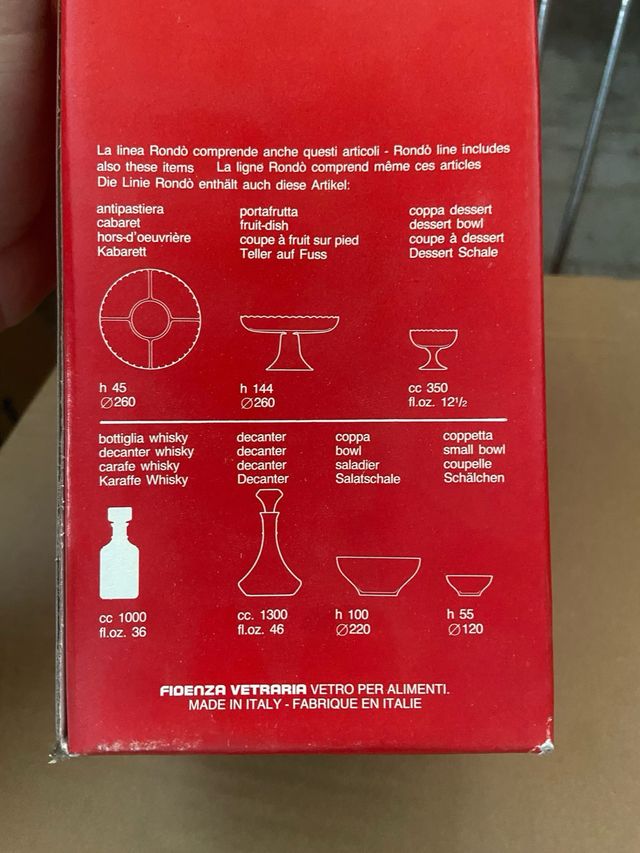 La linea Rondò comprende anche questi articoli - Rondò line includes
also these items La ligne Rondò comprend même ces articles
Die Linie Rondò enthält auch diese Artikel:
antipastiera
cabaret
hors-d'oeuvrière
Kabarett
portafrutta
fruit-dish
coupe à fruit sur pied
Teller auf Fuss
coppa dessert
dessert bowl
coupe à dessert
Dessert Schale
h 45
∅260
h 144
∅260
cc 350
fl.oz. 12 1/2
bottiglia whisky
decanter whisky
carafe whisky
Karaffe Whisky
decanter
decanter
decanter
Decanter
coppa
bowl
saladier
Salatschale
coppetta
small bowl
coupelle
Schälchen
cc 1000
fl.oz. 36
cc. 1300
fl.oz. 46
h 100
∅220
h 55
∅120
FIDENZA VETRARIA VETRO PER ALIMENTI.
MADE IN ITALY - FABRIQUE EN ITALIE